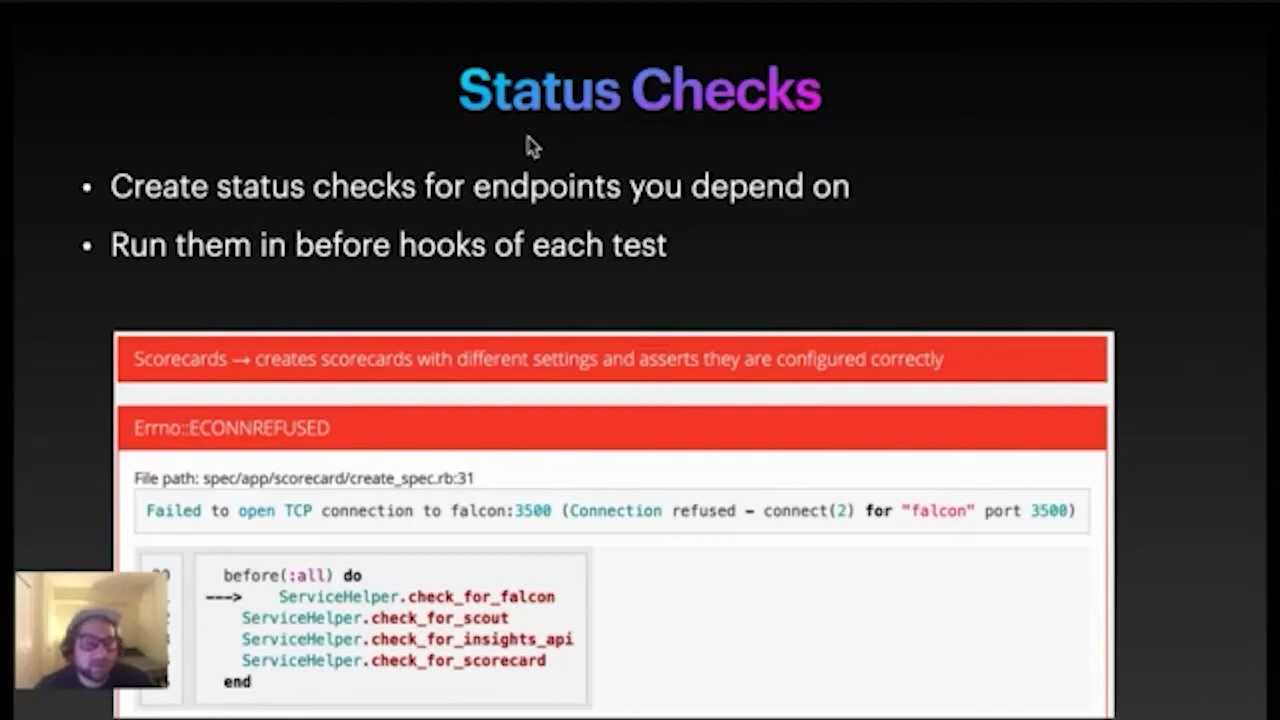 Status Checks
• Create status checks for endpoints you depend on
• Run them in before hooks of each test
Scorecards → creates scorecards with different settings and asserts they are configured correctly
Errno::ECONNREFUSED
File path: spec/app/scorecard/create_spec.rb:31
Failed to open TCP connection to falcon:3500 (Connection refused - connect(2) for "falcon" port 3500)
before(:all) do
---> ServiceHelper.check_for_falcon
ServiceHelper.check_for_scout
ServiceHelper.check_for_insights_api
ServiceHelper.check_for_scorecard
end